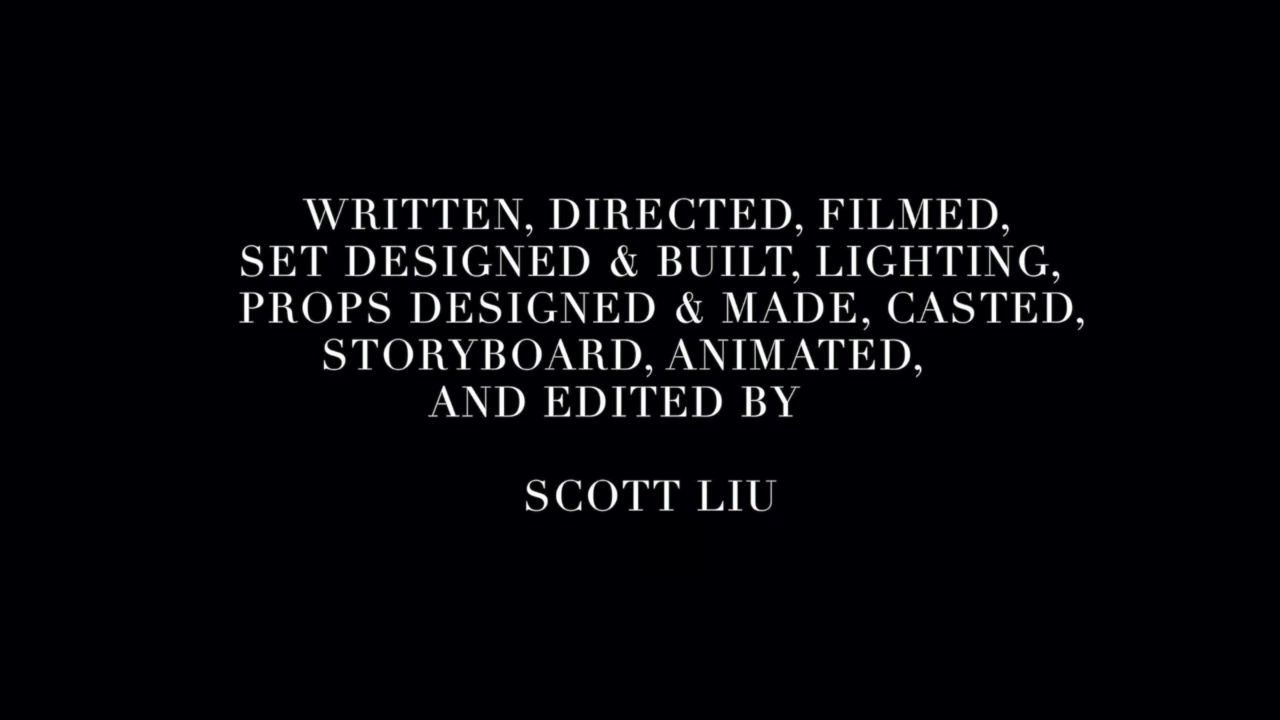 WRITTEN, DIRECTED, FILMED,
SET DESIGNED & BUILT, LIGHTING,
PROPS DESIGNED & MADE, CASTED,
STORYBOARD, ANIMATED,
AND EDITED BY
SCOTT LIU